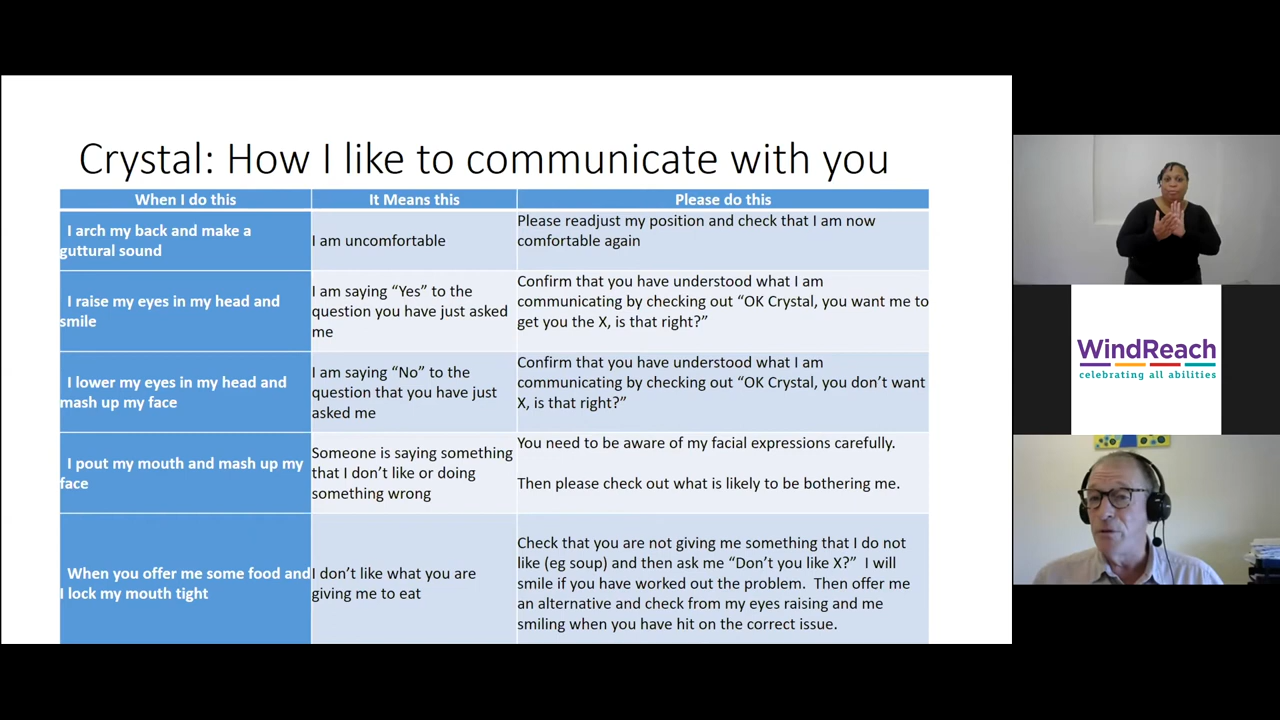 Crystal: How I like to communicate with you
When I do this
It Means this
Please do this
I arch my back and make a
guttural sound
I am uncomfortable
Please readjust my position and check that I am now
comfortable again
I raise my eyes in my head and
smile
I am saying “Yes” to the
question you have just asked
me
Confirm that you have understood what I am
communicating by checking out “OK Crystal, you want me to
get you the X, is that right?”
I lower my eyes in my head and
mash up my face
I am saying “No” to the
question that you have just
asked me
Confirm that you have understood what I am
communicating by checking out “OK Crystal, you don’t want
X, is that right?”
I pout my mouth and mash up my
face
Someone is saying something
that I don’t like or doing
something wrong
You need to be aware of my facial expressions carefully.
Then please check out what is likely to be bothering me.
When you offer me some food and
I lock my mouth tight
I don’t like what you are
giving me to eat
Check that you are not giving me something that I do not
like (eg soup) and then ask me “Don’t you like X?”  I will
smile if you have worked out the problem.  Then offer me
an alternative and check from my eyes raising and me
smiling when you have hit on the correct issue.
WindReach
celebrating all abilities